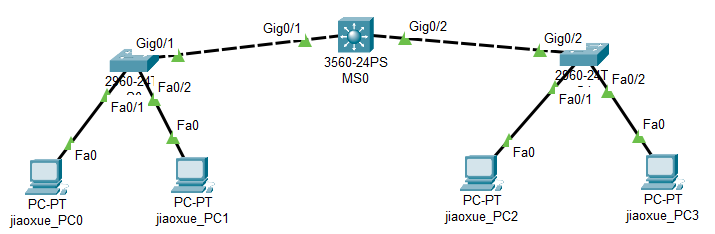 Gig0/1
Gig0/1
Gig0/2
Gig0/2
3560-24PS
MS0
2960-24T
Fa0/1
Fa0/2
Fa0
Fa0
2960-24T
Fa0/1
Fa0/2
Fa0
Fa0
PC-PT
jiaoxue_PC0
PC-PT
jiaoxue_PC1
PC-PT
jiaoxue_PC2
PC-PT
jiaoxue_PC3